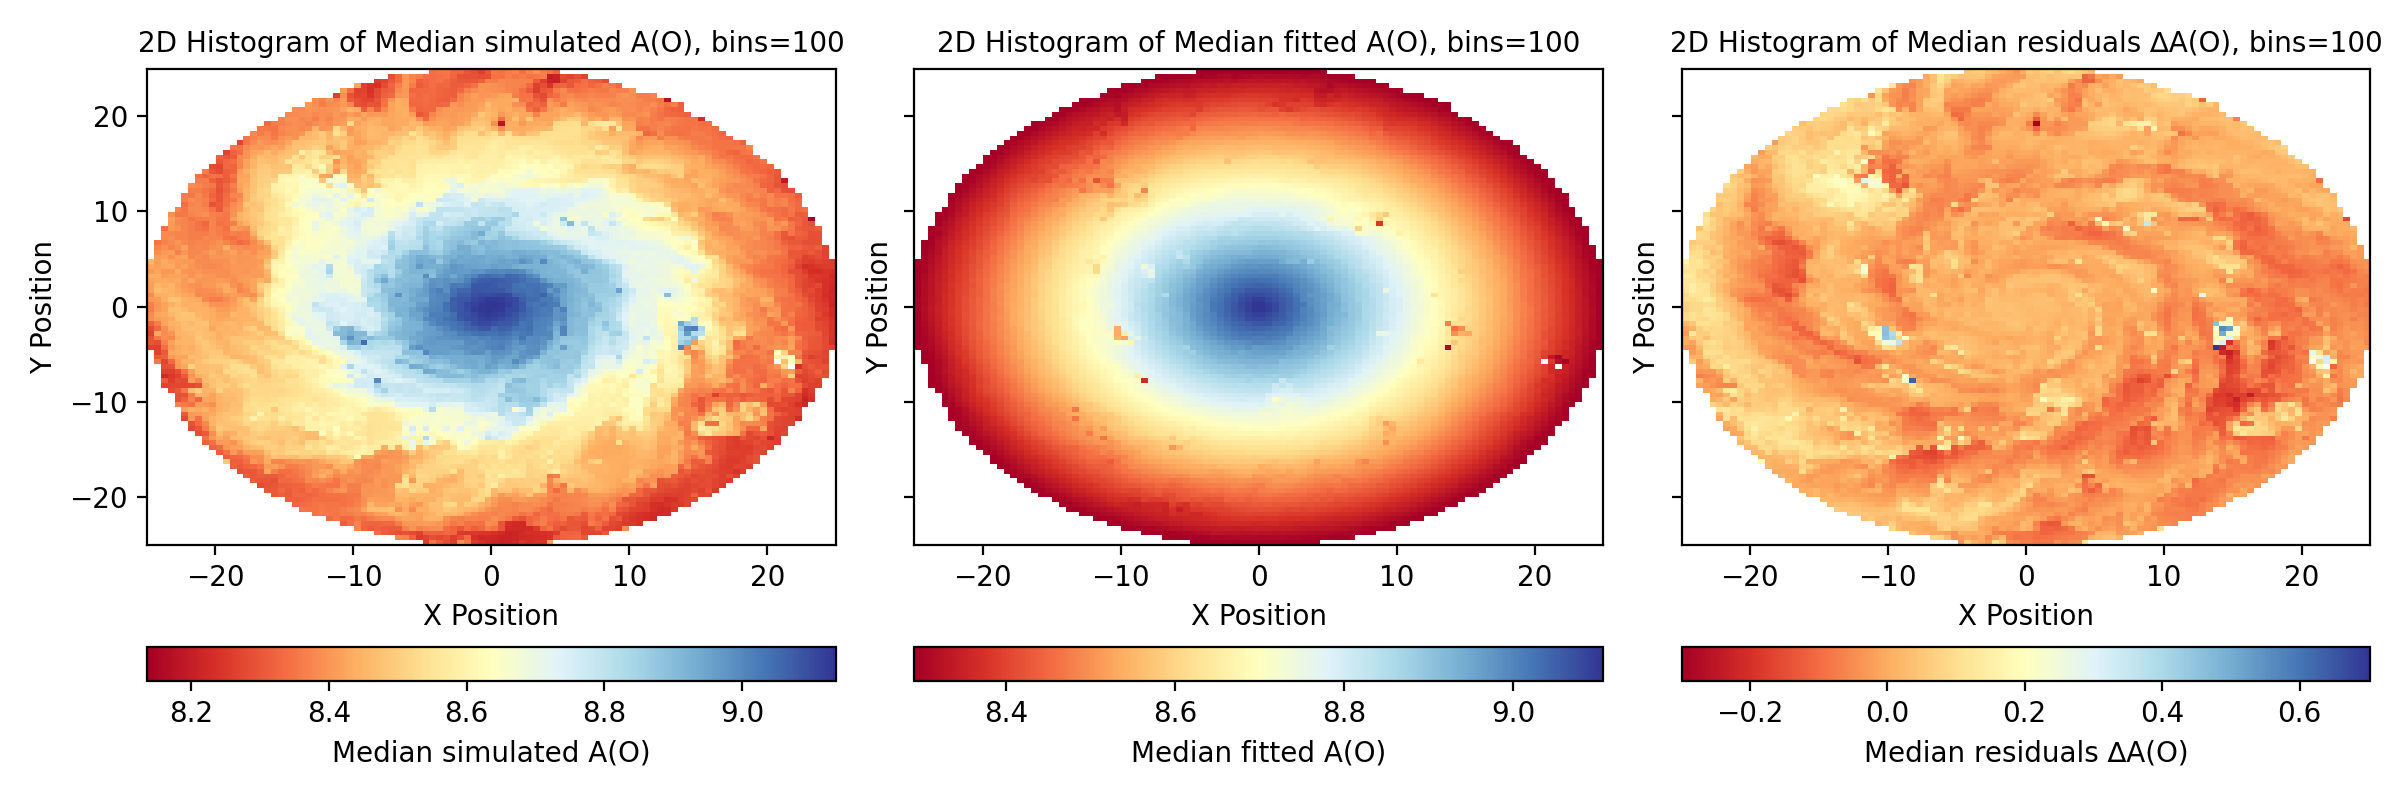 2D Histogram of Median simulated A(O), bins=100
2D Histogram of Median fitted A(O), bins=100
2D Histogram of Median residuals ΔA(O), bins=100
Y Position
20
10
0
−10
−20
−20 −10 0 10 20
X Position
Y Position
−20 −10 0 10 20
X Position
Y Position
−20 −10 0 10 20
X Position
8.2 8.4 8.6 8.8 9.0
Median simulated A(O)
8.4 8.6 8.8 9.0
Median fitted A(O)
−0.2 0.0 0.2 0.4 0.6
Median residuals ΔA(O)